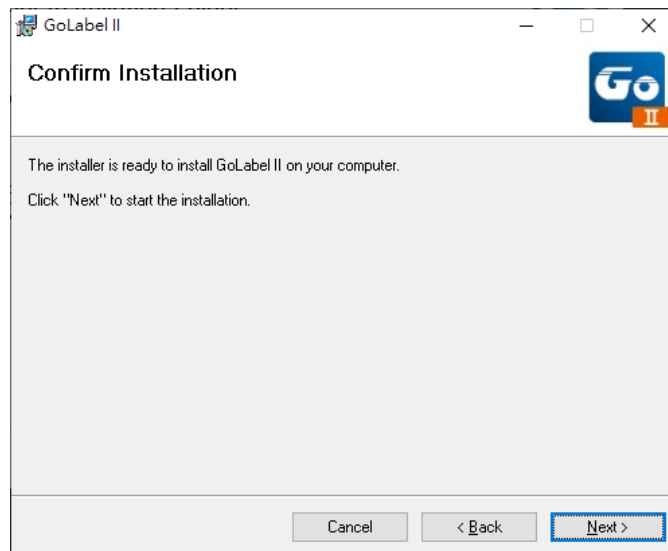 GoLabel II
Confirm Installation
Go
II
The installer is ready to install GoLabel II on your computer.
Click "Next" to start the installation.
Cancel
< Back
Next >